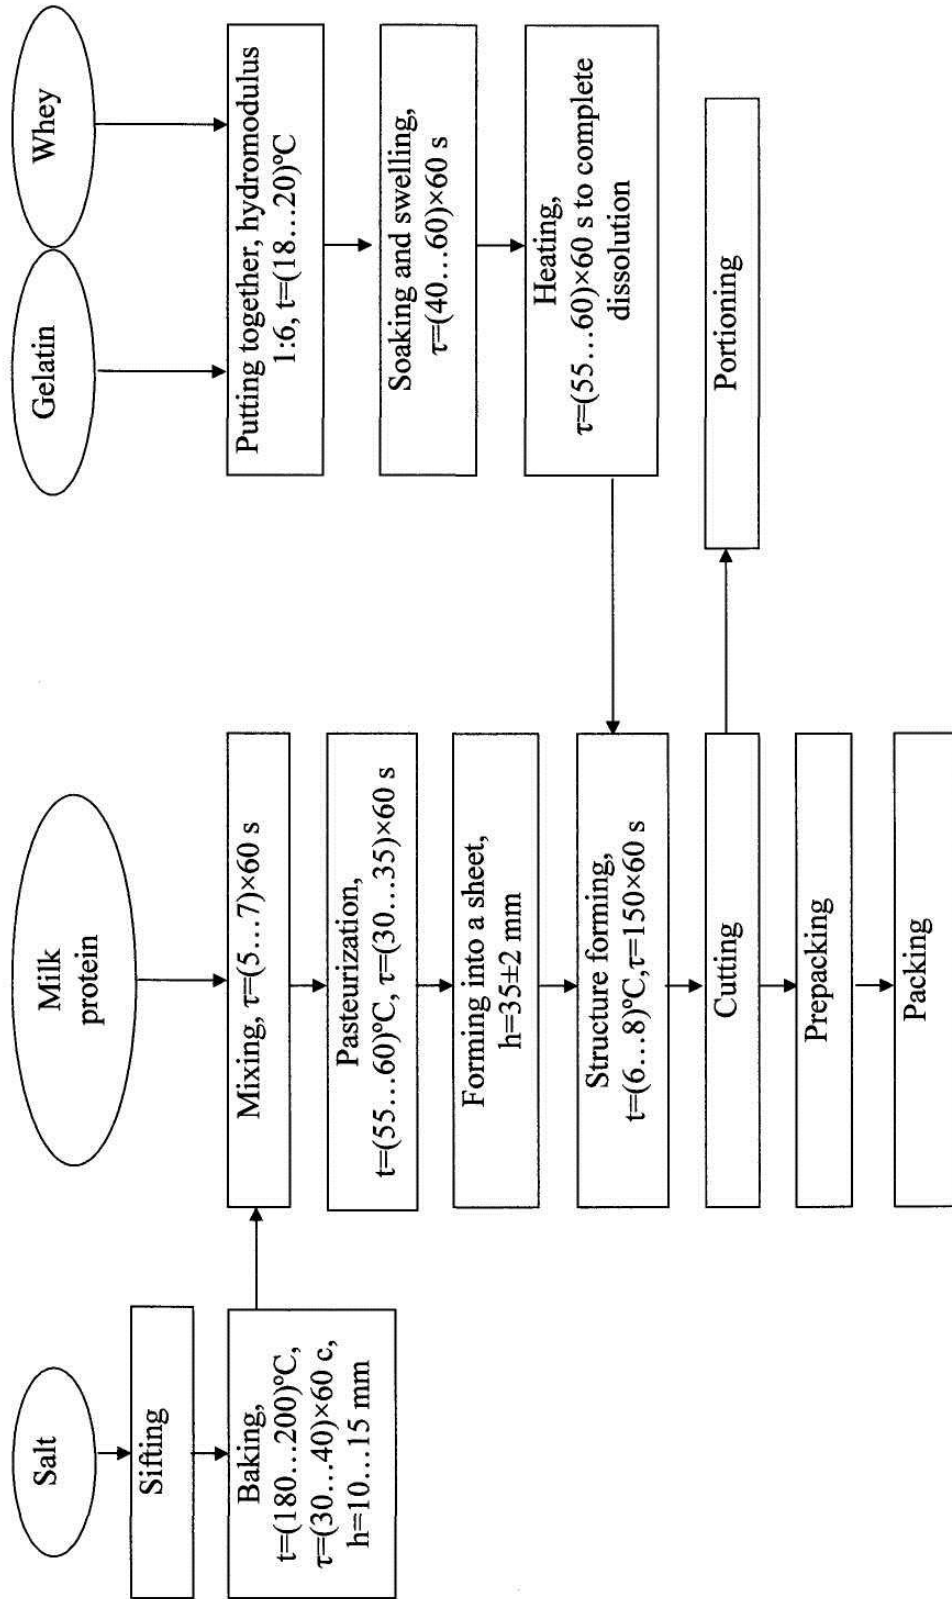 Salt
Sifting
Baking,
t=(180…200)ºC,
τ=(30…40)×60 c,
h=10…15 mm
Milk
protein
Mixing, τ=(5…7)×60 s
Pasteurization,
t=(55…60)ºC, τ=(30…35)×60 s
Forming into a sheet,
h=35±2 mm
Structure forming,
t=(6…8)ºC,τ=150×60 s
Cutting
Prepacking
Packing
Gelatin
Whey
Putting together, hydromodulus
1:6, t=(18…20)ºC
Soaking and swelling,
τ=(40…60)×60 s
Heating,
τ=(55…60)×60 s to complete
dissolution
Portioning